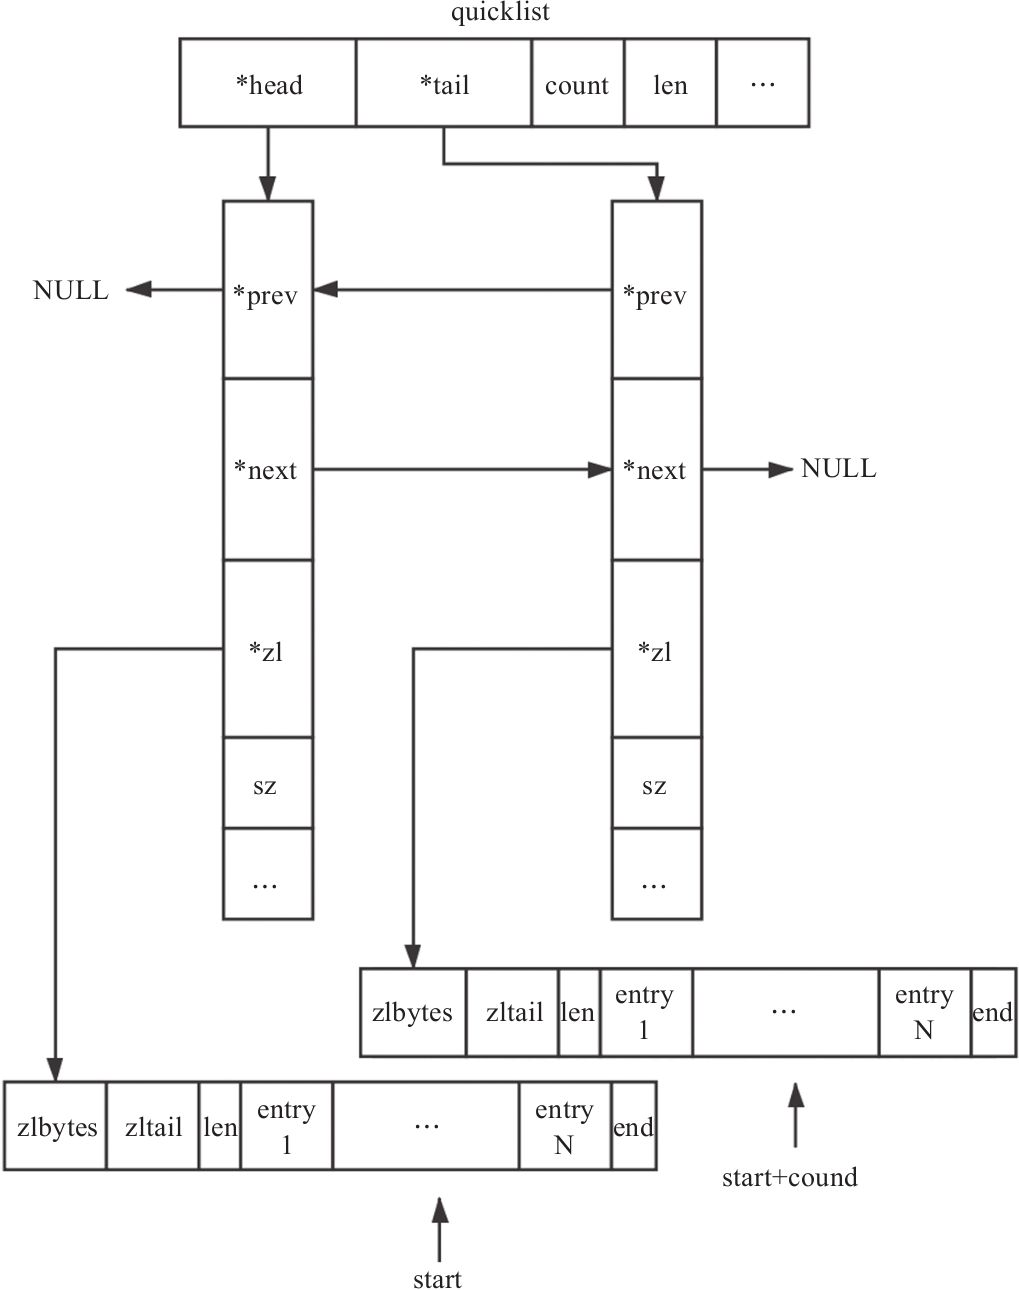 quicklist
*head *tail count len ...
NULL *prev *prev
*next *next NULL
*zl *zl
sz sz
... ...
zlbytes zltail len entry 1 ... entry N end
zlbytes zltail len entry 1 ... entry N end
start+cound
start